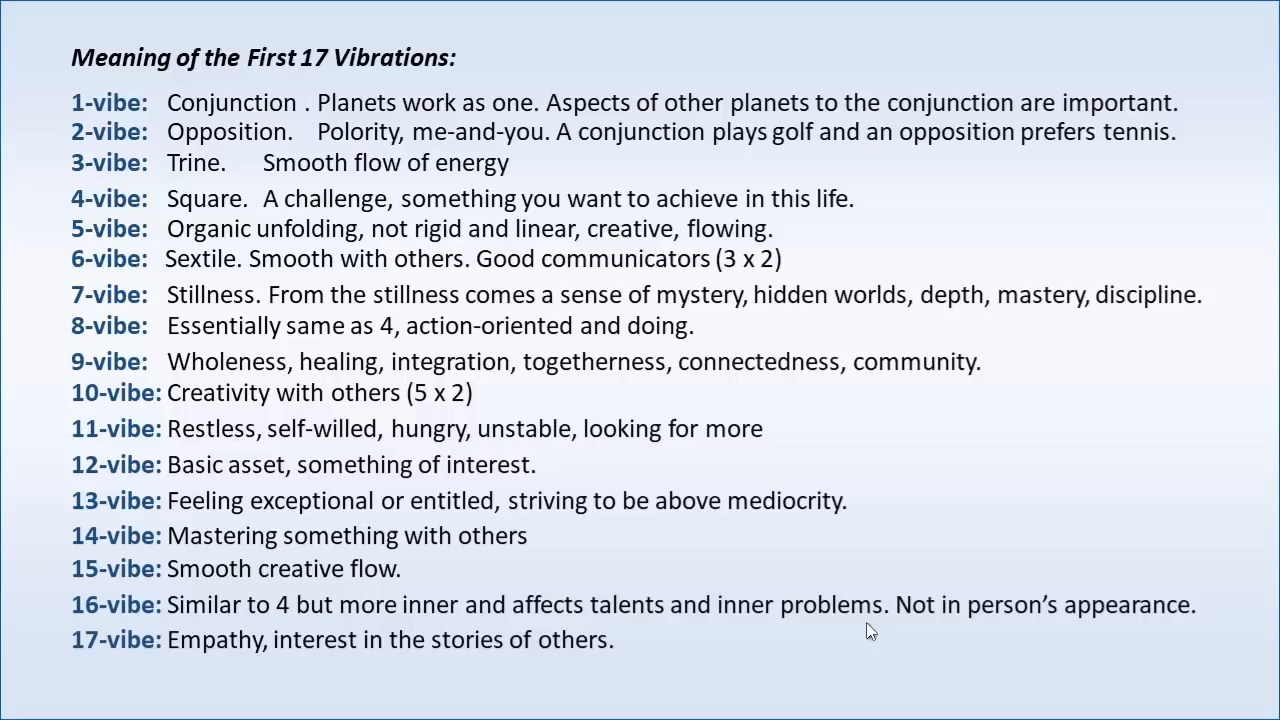 Meaning of the First 17 Vibrations:
1-vibe: Conjunction . Planets work as one. Aspects of other planets to the conjunction are important.
2-vibe: Opposition. Polority, me-and-you. A conjunction plays golf and an opposition prefers tennis.
3-vibe: Trine. Smooth flow of energy
4-vibe: Square. A challenge, something you want to achieve in this life.
5-vibe: Organic unfolding, not rigid and linear, creative, flowing.
6-vibe: Sextile. Smooth with others. Good communicators (3 x 2)
7-vibe: Stillness. From the stillness comes a sense of mystery, hidden worlds, depth, mastery, discipline.
8-vibe: Essentially same as 4, action-oriented and doing.
9-vibe: Wholeness, healing, integration, togetherness, connectedness, community.
10-vibe: Creativity with others (5 x 2)
11-vibe: Restless, self-willed, hungry, unstable, looking for more
12-vibe: Basic asset, something of interest.
13-vibe: Feeling exceptional or entitled, striving to be above mediocrity.
14-vibe: Mastering something with others
15-vibe: Smooth creative flow.
16-vibe: Similar to 4 but more inner and affects talents and inner problems. Not in person’s appearance.
17-vibe: Empathy, interest in the stories of others.